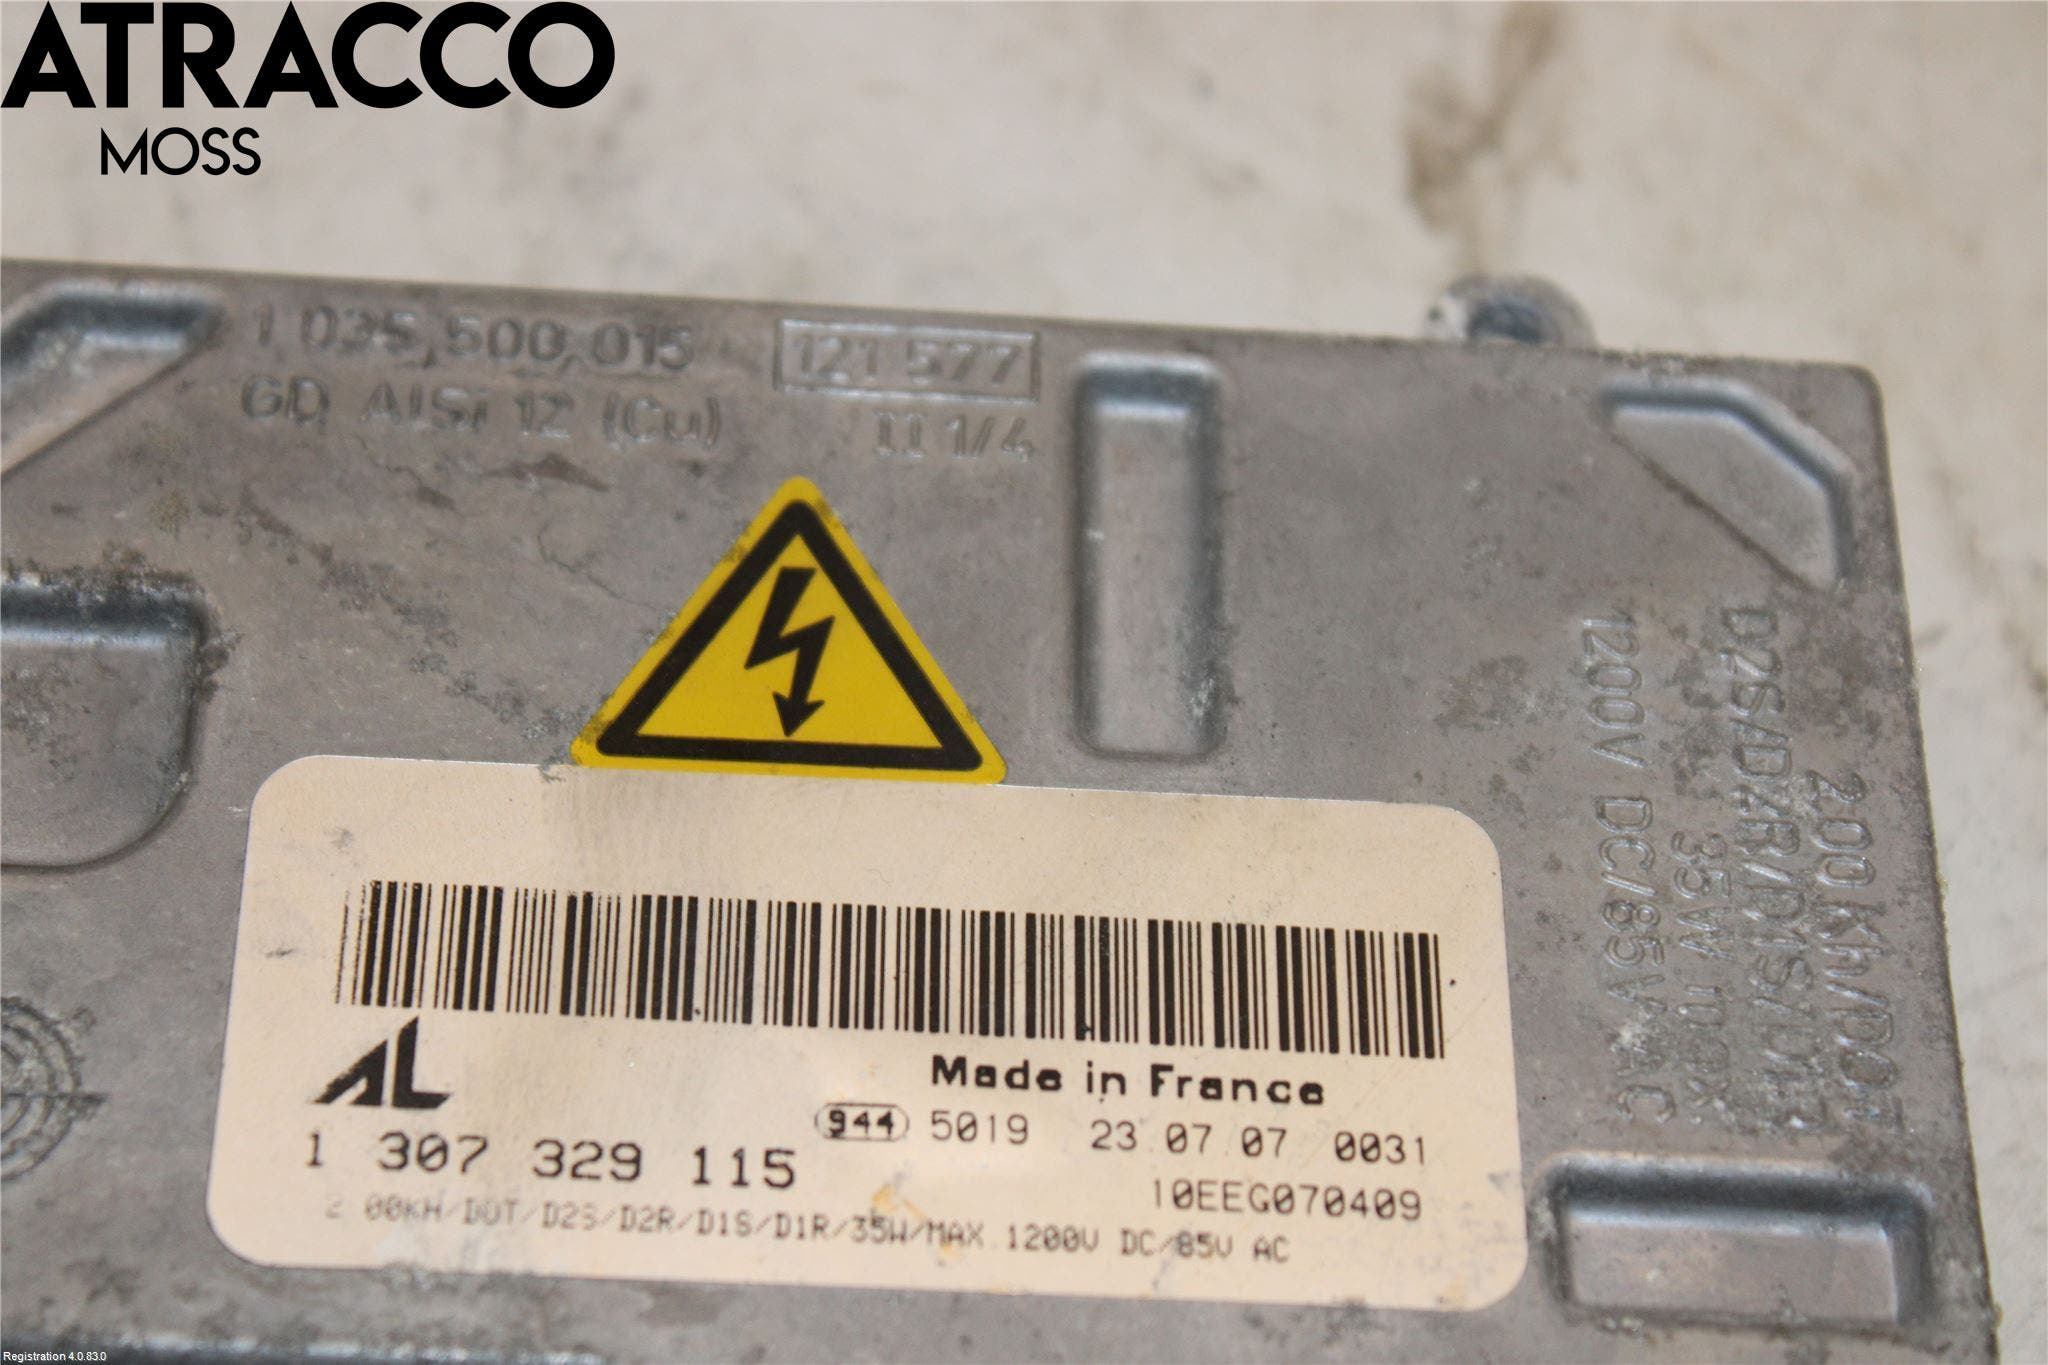 ATRACCO
MOSS
1 035,500,015 121 577
GD AlSi 12 (Cu) II 1/4
200 Kh/DOT
D2S/D2R/D1S/D1R
35W max
1200V DC/85V AC
AL
Made in France
944 5019 23 07 07 0031
1 307 329 115
10EEG070409
2 00KH/DOT/D2S/D2R/D1S/D1R/35W/MAX 1200V DC/85V AC
Registration 4.0.83.0